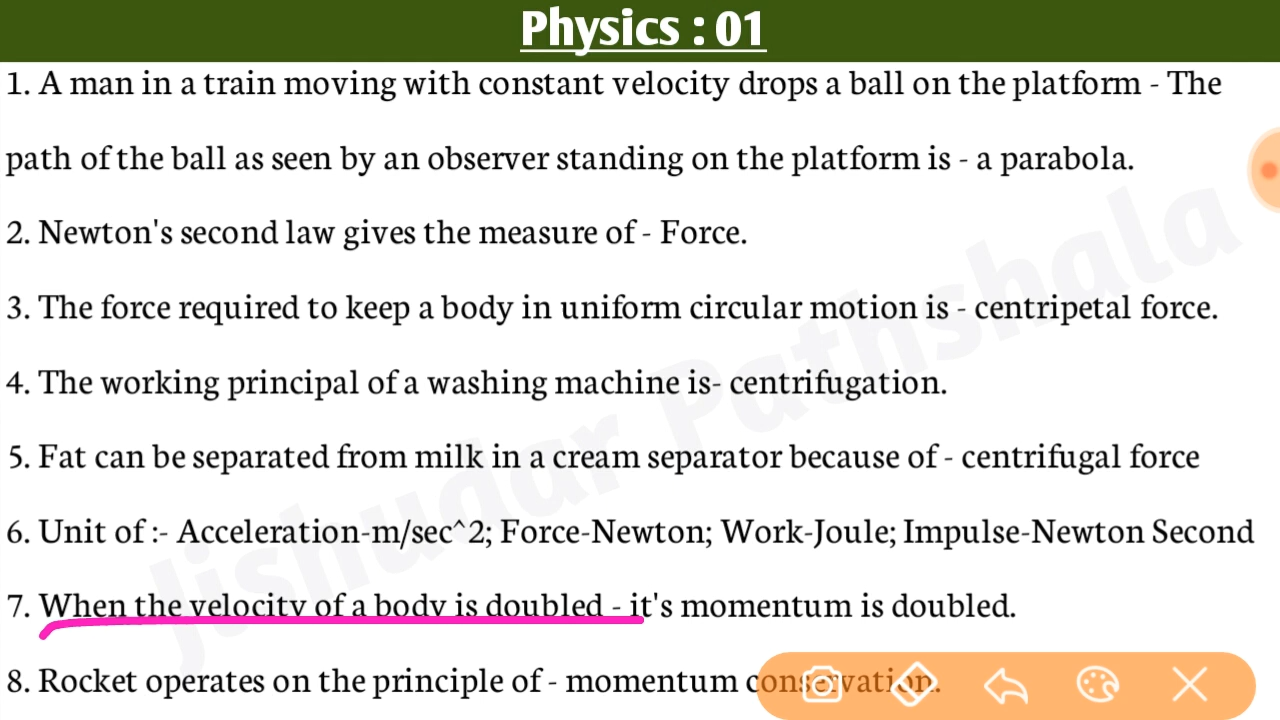 Physics : 01
1. A man in a train moving with constant velocity drops a ball on the platform - The
path of the ball as seen by an observer standing on the platform is - a parabola.
2. Newton's second law gives the measure of - Force.
3. The force required to keep a body in uniform circular motion is - centripetal force.
4. The working principal of a washing machine is- centrifugation.
5. Fat can be separated from milk in a cream separator because of - centrifugal force
6. Unit of :- Acceleration-m/sec^2; Force-Newton; Work-Joule; Impulse-Newton Second
7. When the velocity of a body is doubled - it's momentum is doubled.
8. Rocket operates on the principle of - momentum conservation.
Jishudar Pathshala